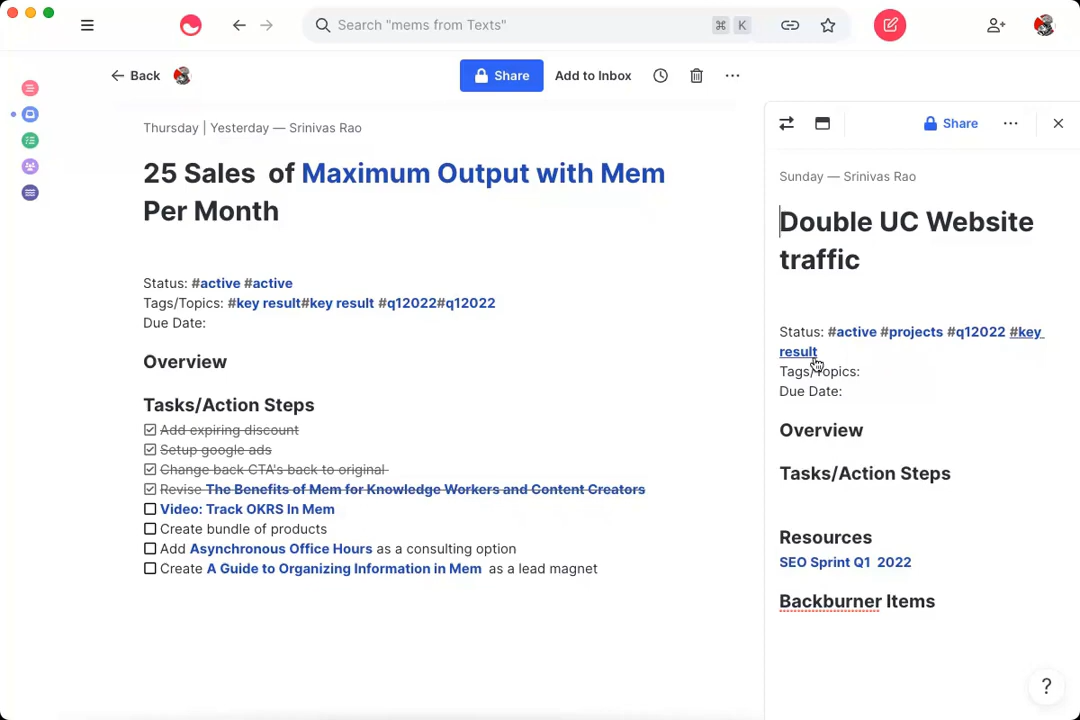 Search "mems from Texts"
⌘ K
Back
Share
Add to Inbox
Thursday | Yesterday — Srinivas Rao
25 Sales of Maximum Output with Mem
Per Month
Status: #active #active
Tags/Topics: #key result#key result #q12022#q12022
Due Date:
Overview
Tasks/Action Steps
Add expiring discount
Setup google ads
Change back CTA's back to original
Revise The Benefits of Mem for Knowledge Workers and Content Creators
Video: Track OKRS In Mem
Create bundle of products
Add Asynchronous Office Hours as a consulting option
Create A Guide to Organizing Information in Mem as a lead magnet
Share
Sunday — Srinivas Rao
Double UC Website
traffic
Status: #active #projects #q12022 #key
result
Tags/Topics:
Due Date:
Overview
Tasks/Action Steps
Resources
SEO Sprint Q1 2022
Backburner Items
?